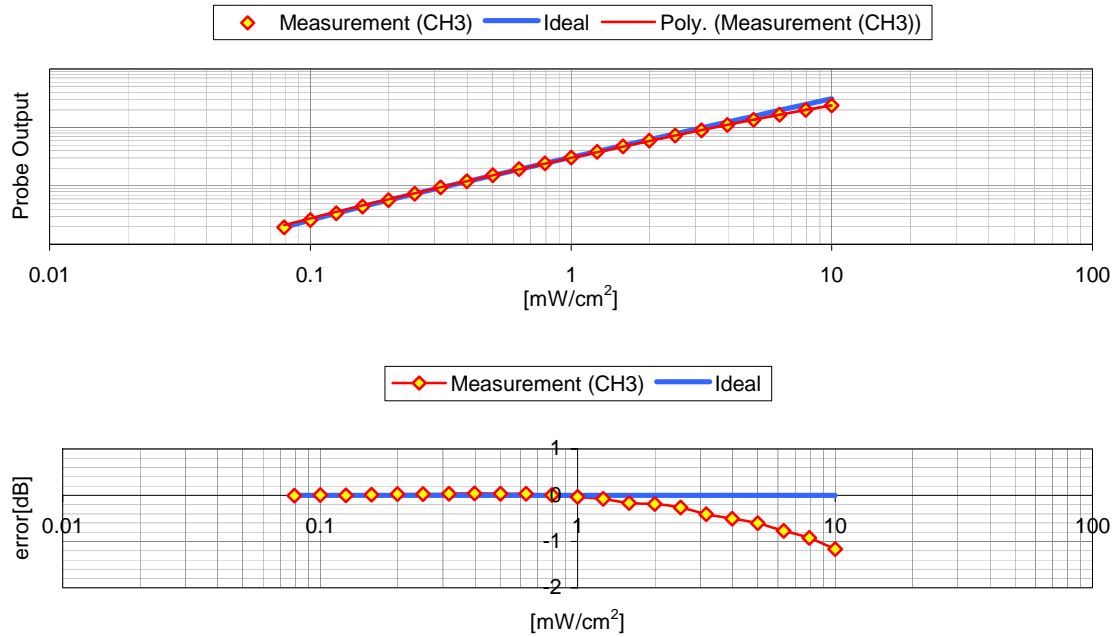 Measurement (CH3) Ideal Poly. (Measurement (CH3))
Probe Output
0.01 0.1 1 10 100
[mW/cm²]
Measurement (CH3) Ideal
error[dB]
1
0
0.01 0.1 1 10 100
-1
-2
[mW/cm²]